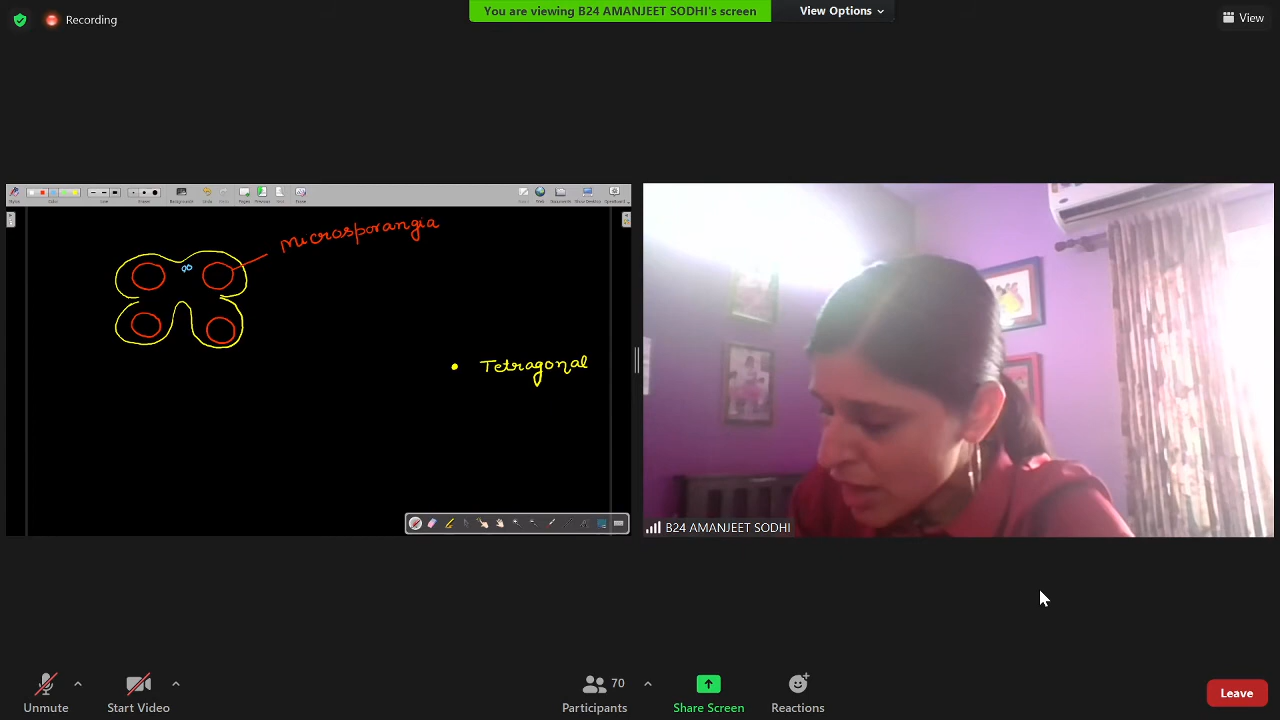 Recording
You are viewing B24 AMANJEET SODHI's screen
View Options
View
Microsporangia
• Tetragonal
B24 AMANJEET SODHI
Unmute
Start Video
70
Participants
Share Screen
Reactions
Leave